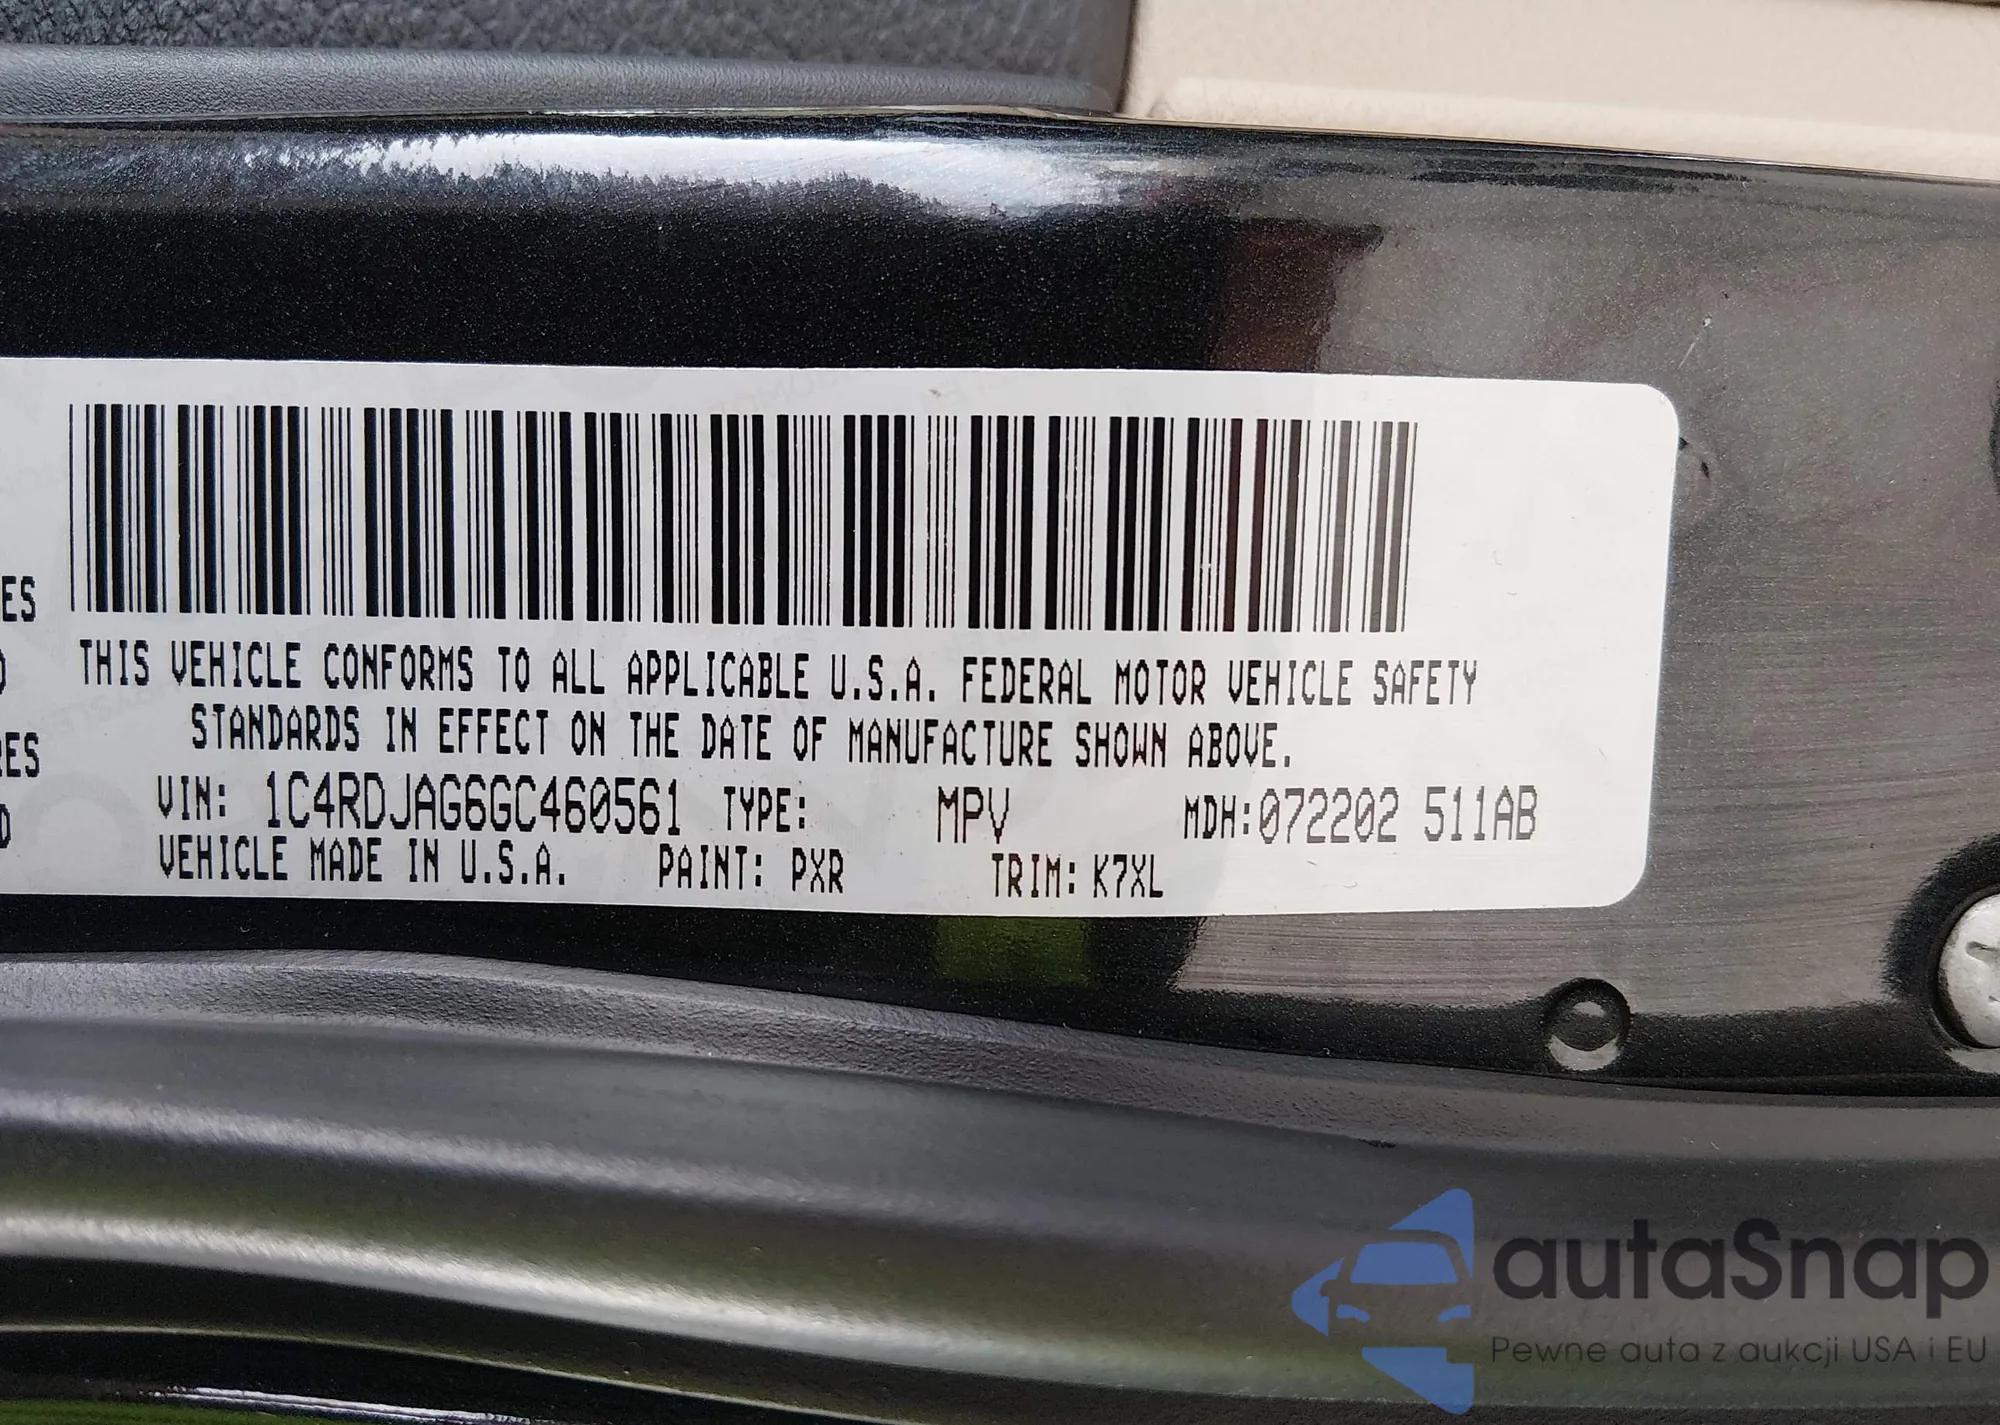 ES
THIS VEHICLE CONFORMS TO ALL APPLICABLE U.S.A. FEDERAL MOTOR VEHICLE SAFETY
STANDARDS IN EFFECT ON THE DATE OF MANUFACTURE SHOWN ABOVE.
VIN: 1C4RDJAG6GC460561 TYPE: MPV MDH:072202 511AB
VEHICLE MADE IN U.S.A. PAINT: PXR TRIM: K7XL
autaSnap
Pewne auta z aukcji USA i EU